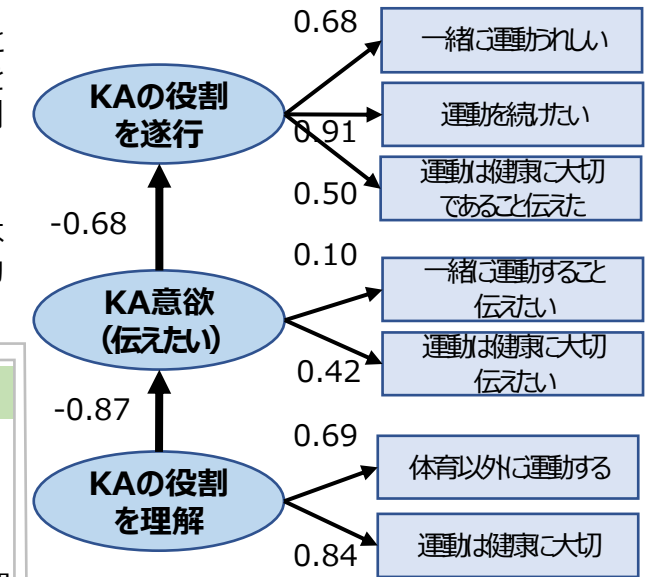 0.68
一緒に運動うれしい
KAの役割
を遂行
運動を続けたい
0.91
運動は健康に大切
であること伝えた
0.50
-0.68
0.10
一緒に運動すること
伝えたい
KA意欲
（伝えたい）
運動は健康に大切
伝えたい
0.42
-0.87
0.69
体育以外に運動する
KAの役割
を理解
運動は健康に大切
0.84